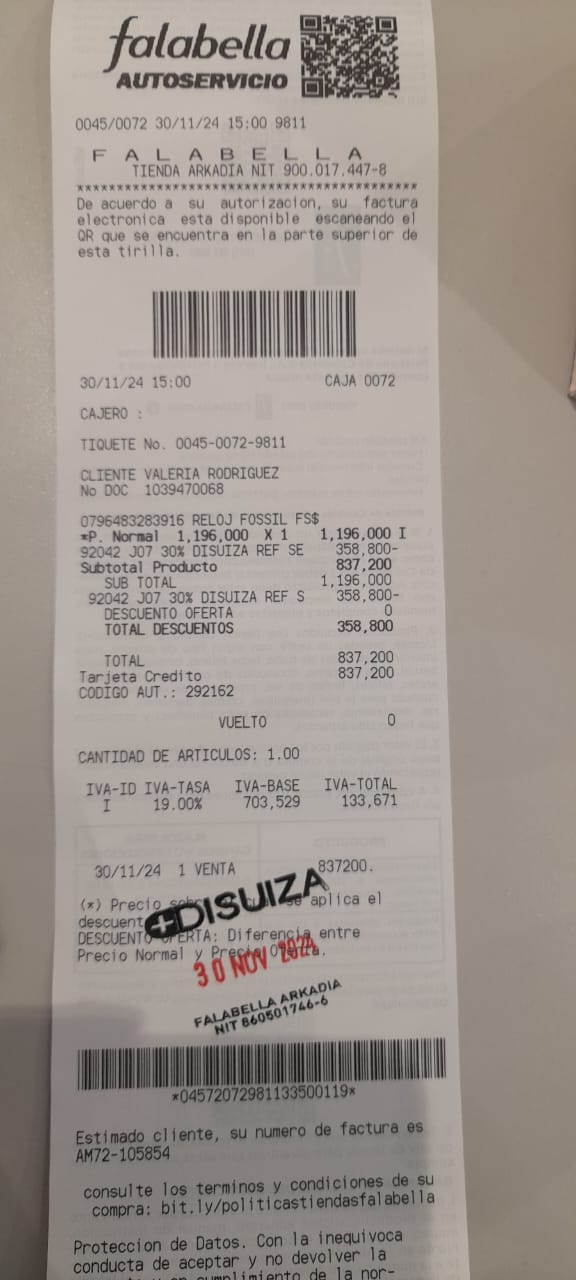 falabella
AUTOSERVICIO
0045/0072 30/11/24 15:00 9811
F A L A B E L L A
TIENDA ARKADIA NIT 900.017.447-8
******************************************
De acuerdo a su autorizacion, su factura
electronica esta disponible escaneando el
QR que se encuentra en la parte superior de
esta tirilla.
30/11/24 15:00 CAJA 0072
CAJERO :
TIQUETE No. 0045-0072-9811
CLIENTE VALERIA RODRIGUEZ
No DOC 1039470068
0796483283916 RELOJ FOSSIL FS$
*P. Normal 1,196,000 X 1 1,196,000 I
92042 J07 30% DISUIZA REF SE 358,800-
Subtotal Producto 837,200
SUB TOTAL 1,196,000
92042 J07 30% DISUIZA REF S 358,800-
DESCUENTO OFERTA 0
TOTAL DESCUENTOS 358,800
TOTAL 837,200
Tarjeta Credito 837,200
CODIGO AUT.: 292162
VUELTO 0
CANTIDAD DE ARTICULOS: 1.00
IVA-ID IVA-TASA IVA-BASE IVA-TOTAL
I 19.00% 703,529 133,671
30/11/24 1 VENTA 837200.
(*) Precio se aplica el
descuent
DISUIZA
DESCUENTO OFERTA: Diferencia entre
Precio Normal y Precio Oferta.
30 NOV 2024
FALABELLA ARKADIA
NIT 860501746-6
*04572072981133500119*
Estimado cliente, su numero de factura es
AM72-105854
consulte los terminos y condiciones de su
compra: bit.ly/politicastiendasfalabella
Proteccion de Datos. Con la inequivoca
conducta de aceptar y no devolver la
cumplimiento de la nor-